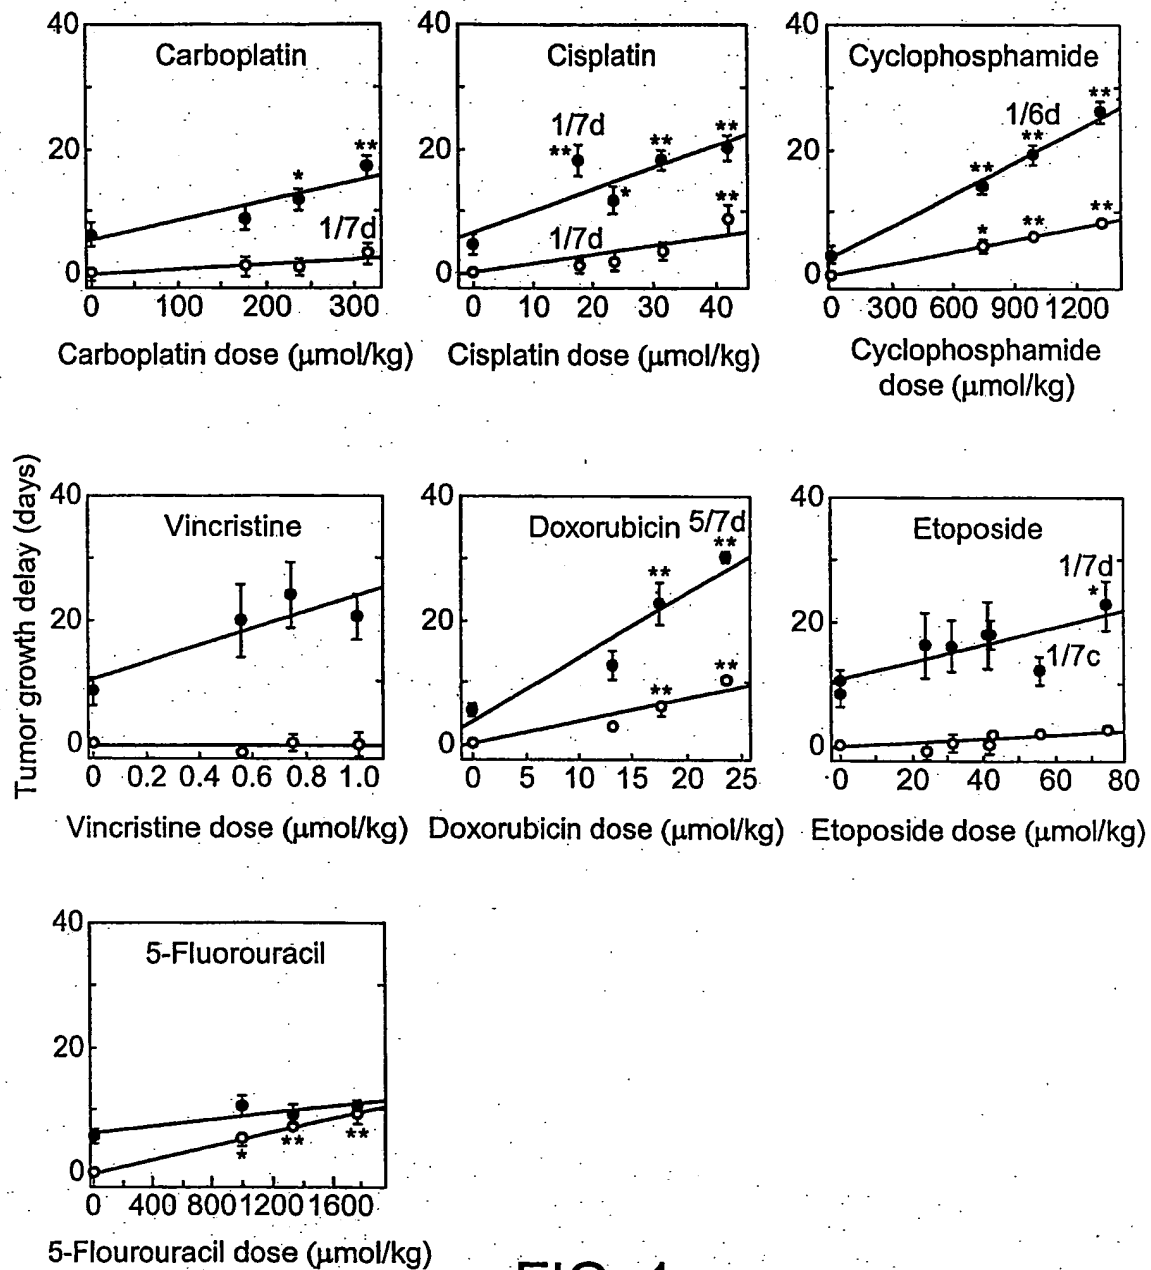 40
Carboplatin
20
**
*
1/7d
0
0 100 200 300
Carboplatin dose (μmol/kg)
40
Cisplatin
1/7d
**
**
**
20
*
**
1/7d
0
0 10 20 30 40
Cisplatin dose (μmol/kg)
40
Cyclophosphamide
**
1/6d
**
20
**
**
**
*
0
0 300 600 900 1200
Cyclophosphamide
dose (μmol/kg)
Tumor growth delay (days)
40
Vincristine
20
0
0 0.2 0.4 0.6 0.8 1.0
Vincristine dose (μmol/kg)
40
Doxorubicin 5/7d
**
**
20
**
**
0
0 5 10 15 20 25
Doxorubicin dose (μmol/kg)
40
Etoposide
1/7d
*
20
1/7c
0
0 20 40 60 80
Etoposide dose (μmol/kg)
40
5-Fluorouracil
20
*
**
**
0
0 400 800 1200 1600
5-Flourouracil dose (μmol/kg)